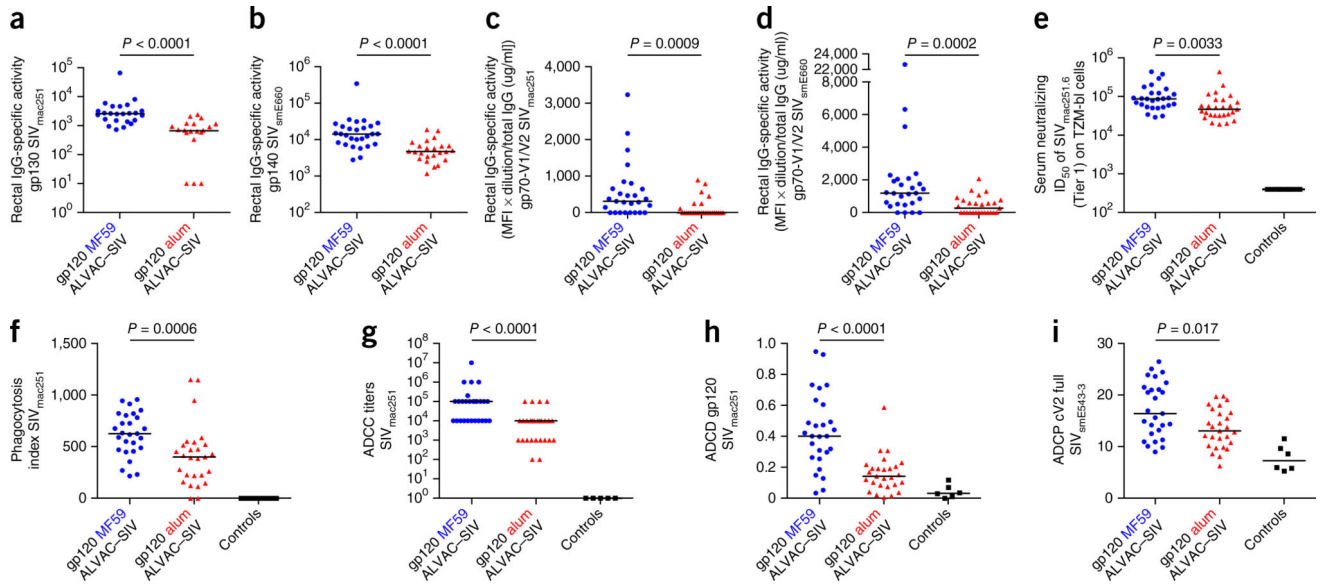 a
P < 0.0001
Rectal IgG-specific activity
gp130 SIVmac251
10^5
10^4
10^3
10^2
10^1
10^0
gp120 MF59
ALVAC–SIV
gp120 alum
ALVAC–SIV
b
P < 0.0001
Rectal IgG-specific activity
gp140 SIVsmE660
10^6
10^5
10^4
10^3
10^2
gp120 MF59
ALVAC–SIV
gp120 alum
ALVAC–SIV
c
P = 0.0009
Rectal IgG-specific activity
(MFI × dilution/total IgG (ug/ml])
gp70-V1/V2 SIVmac251
4,000
3,000
2,000
1,000
0
gp120 MF59
ALVAC–SIV
gp120 alum
ALVAC–SIV
d
P = 0.0002
Rectal IgG-specific activity
(MFI × dilution/total IgG (ug/ml))
gp70-V1/V2 SIVsmE660
24,000
22,000
8,000
6,000
4,000
2,000
0
gp120 MF59
ALVAC–SIV
gp120 alum
ALVAC–SIV
e
P = 0.0033
Serum neutralizing
ID50 of SIVmac251.6
(Tier 1) on TZM-bl cells
10^6
10^5
10^4
10^3
10^2
gp120 MF59
ALVAC–SIV
gp120 alum
ALVAC–SIV
Controls
f
P = 0.0006
Phagocytosis
index SIVmac251
1,500
1,000
500
0
gp120 MF59
ALVAC–SIV
gp120 alum
ALVAC–SIV
Controls
g
P < 0.0001
ADCC titers
SIVmac251
10^8
10^7
10^6
10^5
10^4
10^3
10^2
10^1
10^0
gp120 MF59
ALVAC–SIV
gp120 alum
ALVAC–SIV
Controls
h
P < 0.0001
ADCD gp120
SIVmac251
1.0
0.8
0.6
0.4
0.2
0
gp120 MF59
ALVAC–SIV
gp120 alum
ALVAC–SIV
Controls
i
P = 0.017
ADCP cV2 full
SIVsmE543-3
30
20
10
0
gp120 MF59
ALVAC–SIV
gp120 alum
ALVAC–SIV
Controls